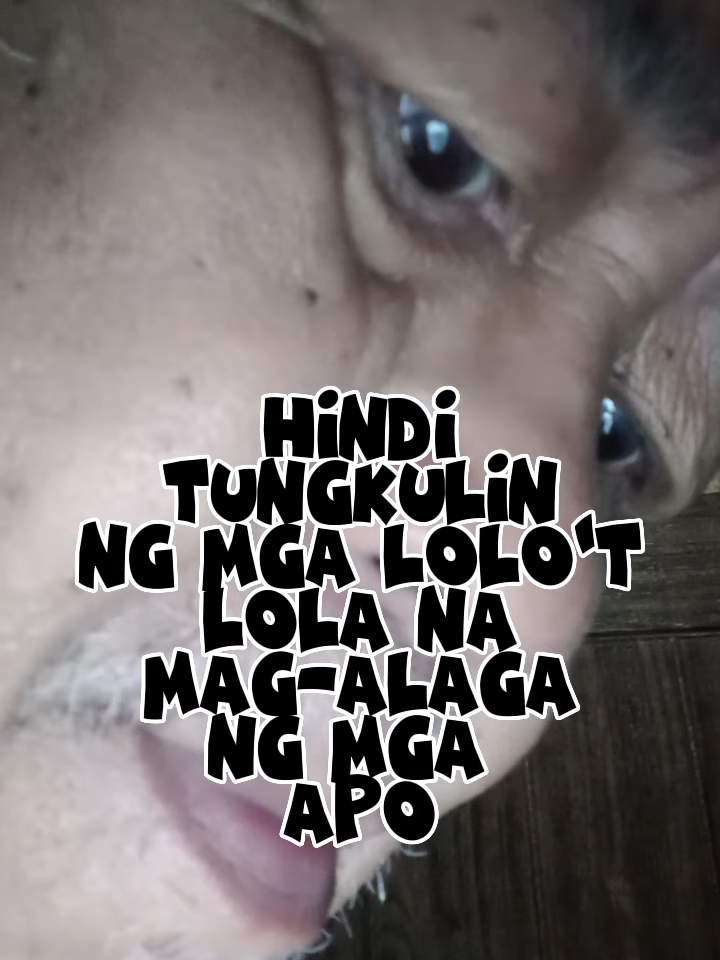 HiNDi
TUNGKULiN
NG MGA LOLO'T
LOLA NA
MAG-ALAGA
NG MGA
APO